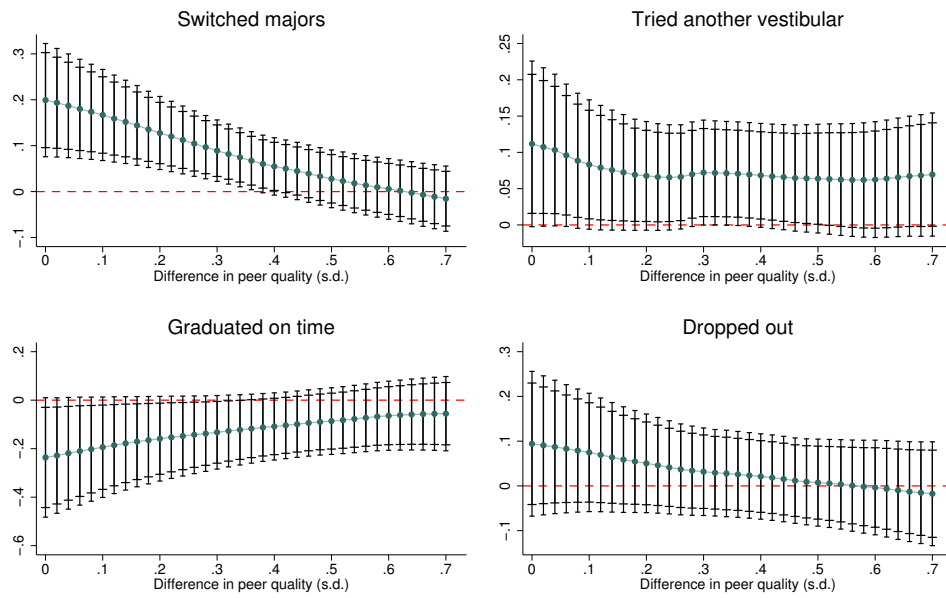 Switched majors
.3
.2
.1
0
-.1
0 .1 .2 .3 .4 .5 .6 .7
Difference in peer quality (s.d.)
Tried another vestibular
.25
.2
.15
.1
.05
0
0 .1 .2 .3 .4 .5 .6 .7
Difference in peer quality (s.d.)
Graduated on time
.2
0
-.2
-.4
-.6
0 .1 .2 .3 .4 .5 .6 .7
Difference in peer quality (s.d.)
Dropped out
.3
.2
.1
0
-.1
0 .1 .2 .3 .4 .5 .6 .7
Difference in peer quality (s.d.)